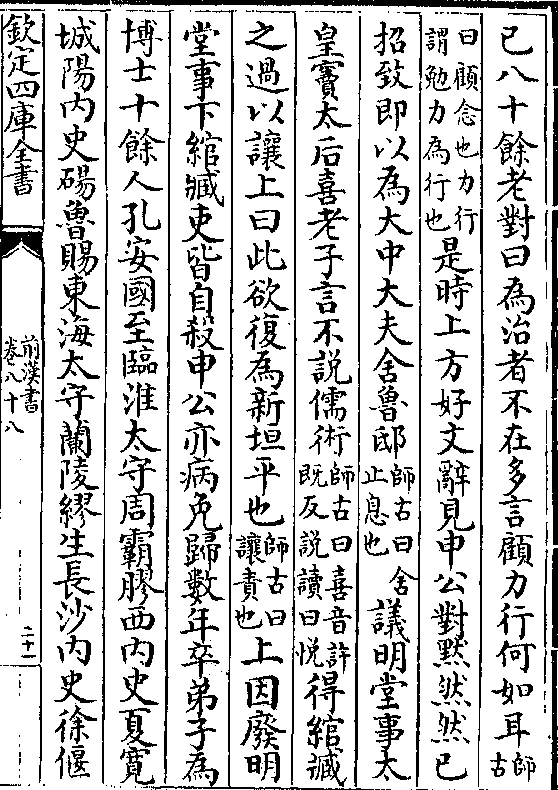 已八十餘老對曰為治者不在多言顧力行何如耳師古
曰顧念也力行謂勉力為行也是時上方好文辭見申公對默然然已
招致即以為大中大夫舍魯邸師古曰舍止息也議明堂事太
皇竇太后喜老子言不說儒術師古曰喜音許既反說讀曰悅得綰臧
之過以讓上曰此欲復為新垣平也師古曰讓責也上因廢明
堂事下綰臧吏皆自殺申公亦病免歸數年卒弟子為
博士十餘人孔安國至臨淮太守周霸膠西內史夏寬
城陽內史碭魯賜東海太守蘭陵繆生長沙內史徐偃
欽定四庫全書
前漢書
卷八十八
二十一